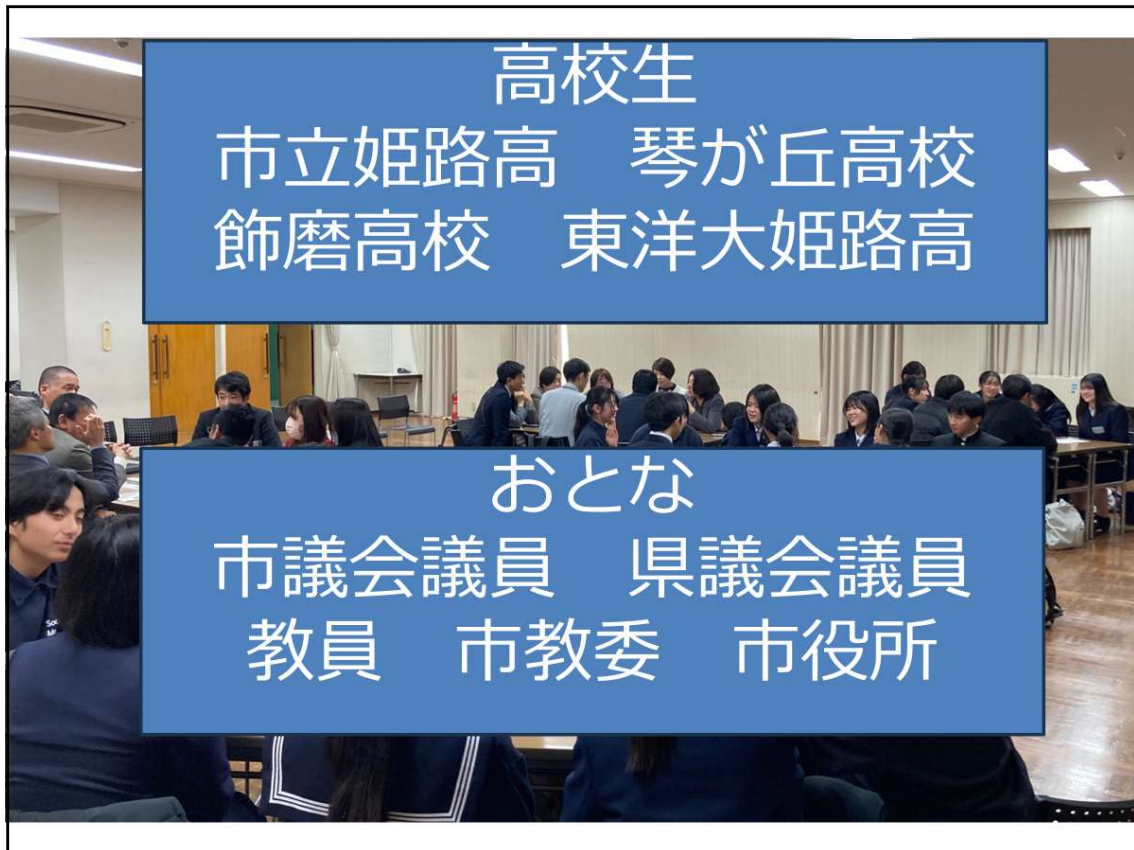 高校生
市立姫路高　琴が丘高校
飾磨高校　東洋大姫路高
おとな
市議会議員　県議会議員
教員　市教委　市役所